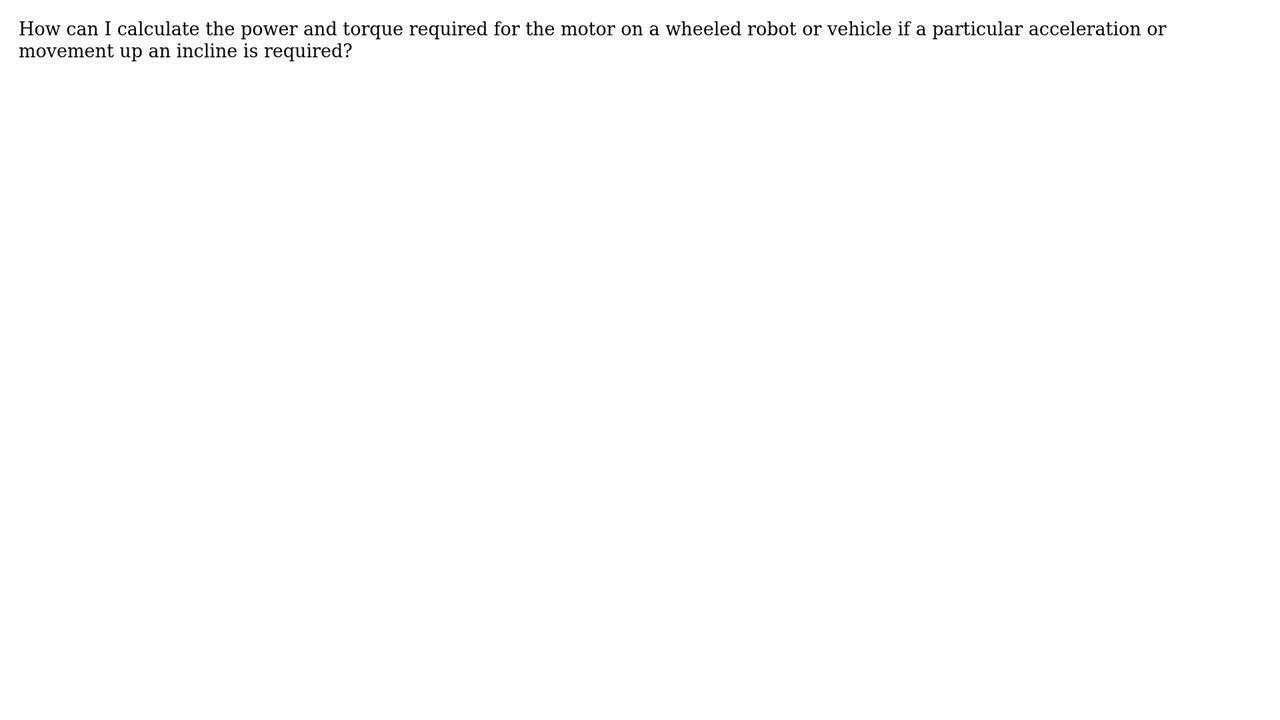 How can I calculate the power and torque required for the motor on a wheeled robot or vehicle if a particular acceleration or
movement up an incline is required?